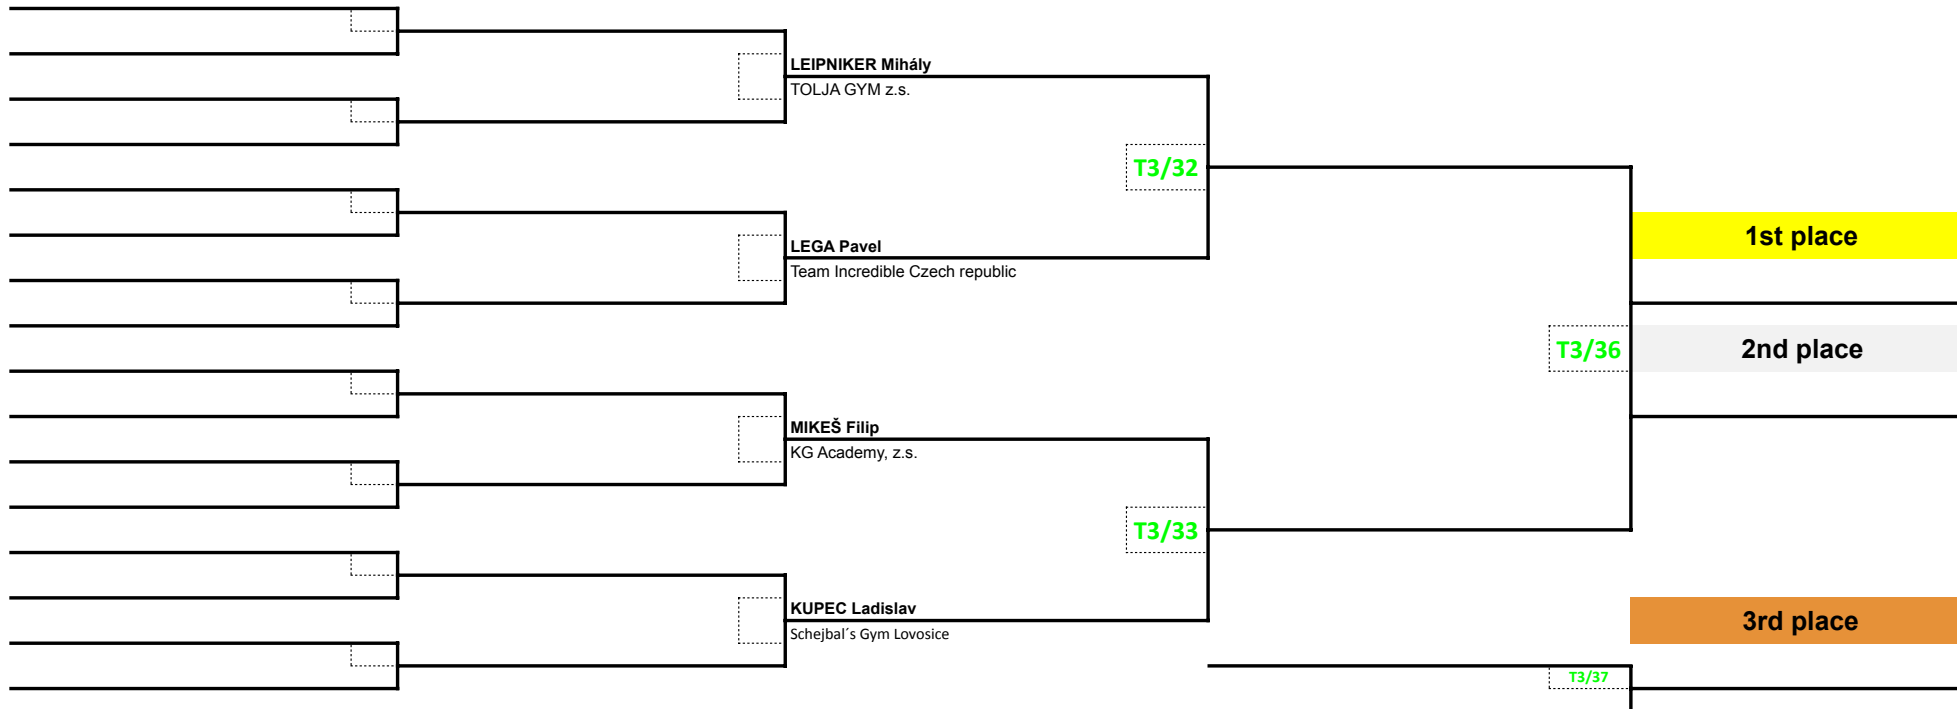 LEIPNIKER Mihály
TOLJA GYM z.s.
T3/32
LEGA Pavel
Team Incredible Czech republic
1st place
T3/36
2nd place
MIKEŠ Filip
KG Academy, z.s.
T3/33
KUPEC Ladislav
Schejbal´s Gym Lovosice
3rd place
T3/37